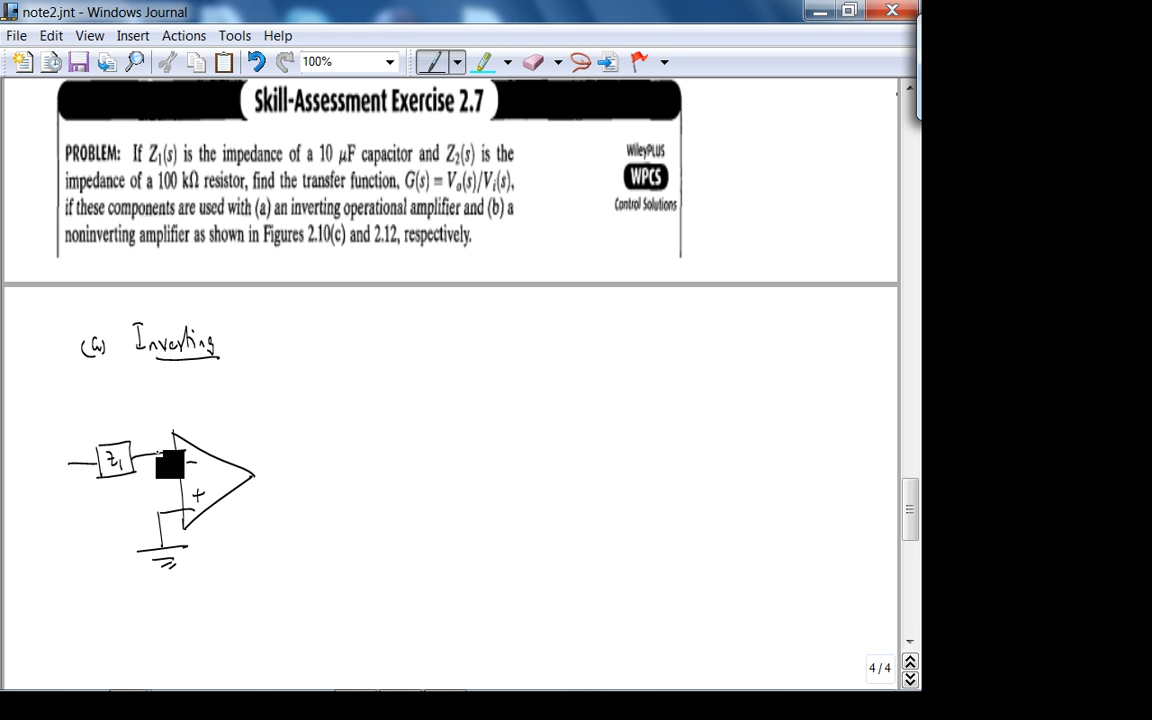 note2.jnt - Windows Journal
File Edit View Insert Actions Tools Help
100%
Skill-Assessment Exercise 2.7
PROBLEM: If Z₁(s) is the impedance of a 10 μF capacitor and Z₂(s) is the
impedance of a 100 kΩ resistor, find the transfer function, G(s) = Vₒ(s)/Vᵢ(s),
if these components are used with (a) an inverting operational amplifier and (b) a
noninverting amplifier as shown in Figures 2.10(c) and 2.12, respectively.
WileyPLUS
WPCS
Control Solutions
(a) Inverting
Z₁
-
+
4 / 4